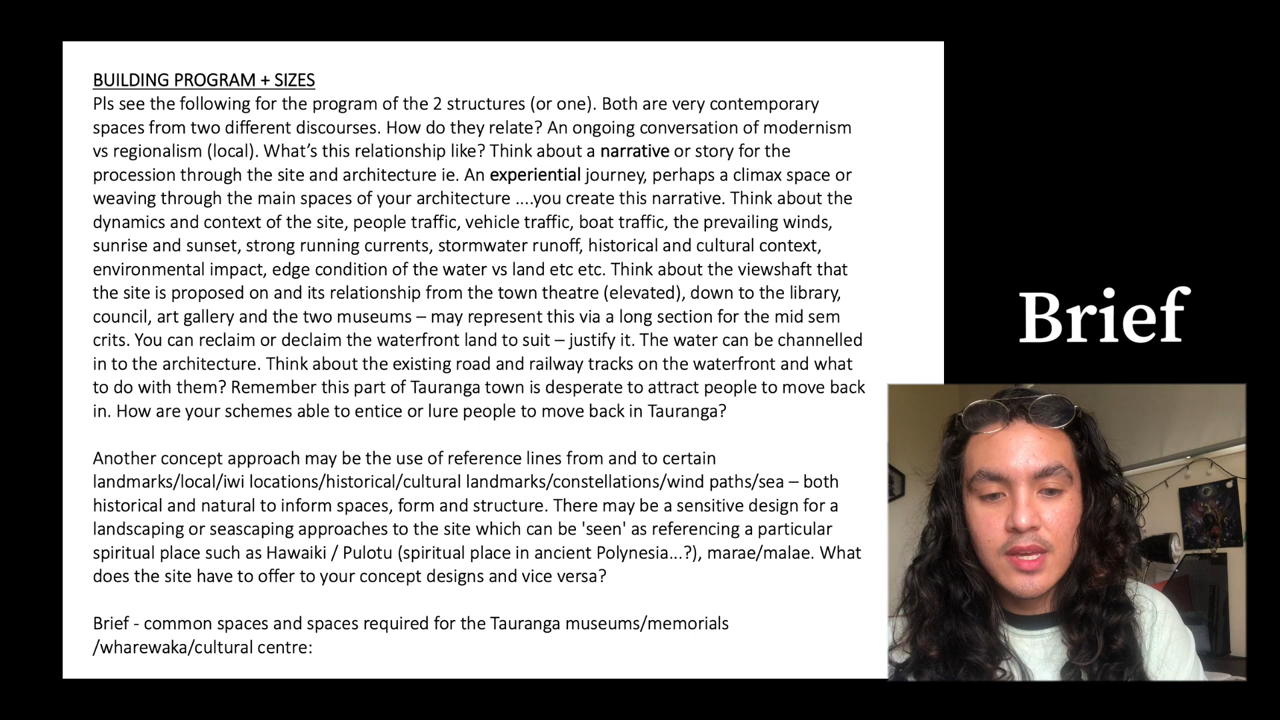 BUILDING PROGRAM + SIZES
Pls see the following for the program of the 2 structures (or one). Both are very contemporary
spaces from two different discourses. How do they relate? An ongoing conversation of modernism
vs regionalism (local). What's this relationship like? Think about a narrative or story for the
procession through the site and architecture ie. An experiential journey, perhaps a climax space or
weaving through the main spaces of your architecture ....you create this narrative. Think about the
dynamics and context of the site, people traffic, vehicle traffic, boat traffic, the prevailing winds,
sunrise and sunset, strong running currents, stormwater runoff, historical and cultural context,
environmental impact, edge condition of the water vs land etc etc. Think about the viewshaft that
the site is proposed on and its relationship from the town theatre (elevated), down to the library,
council, art gallery and the two museums – may represent this via a long section for the mid sem
crits. You can reclaim or declaim the waterfront land to suit – justify it. The water can be channelled
in to the architecture. Think about the existing road and railway tracks on the waterfront and what
to do with them? Remember this part of Tauranga town is desperate to attract people to move back
in. How are your schemes able to entice or lure people to move back in Tauranga?
Another concept approach may be the use of reference lines from and to certain
landmarks/local/iwi locations/historical/cultural landmarks/constellations/wind paths/sea – both
historical and natural to inform spaces, form and structure. There may be a sensitive design for a
landscaping or seascaping approaches to the site which can be 'seen' as referencing a particular
spiritual place such as Hawaiki / Pulotu (spiritual place in ancient Polynesia...?), marae/malae. What
does the site have to offer to your concept designs and vice versa?
Brief - common spaces and spaces required for the Tauranga museums/memorials
/wharewaka/cultural centre:
Brief